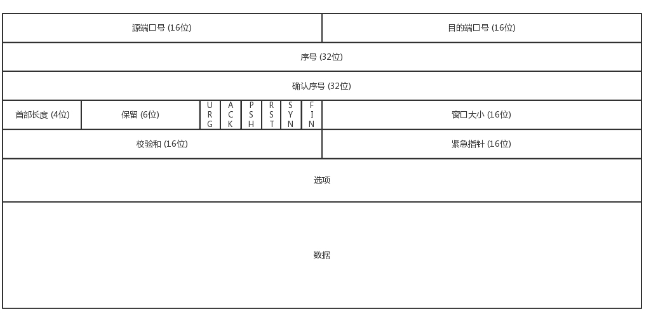 源端口号 (16位) 目的端口号 (16位)
序号 (32位)
确认序号 (32位)
首部长度 (4位) 保留 (6位) URG ACK PSH RST SYN FIN 窗口大小 (16位)
校验和 (16位) 紧急指针 (16位)
选项
数据